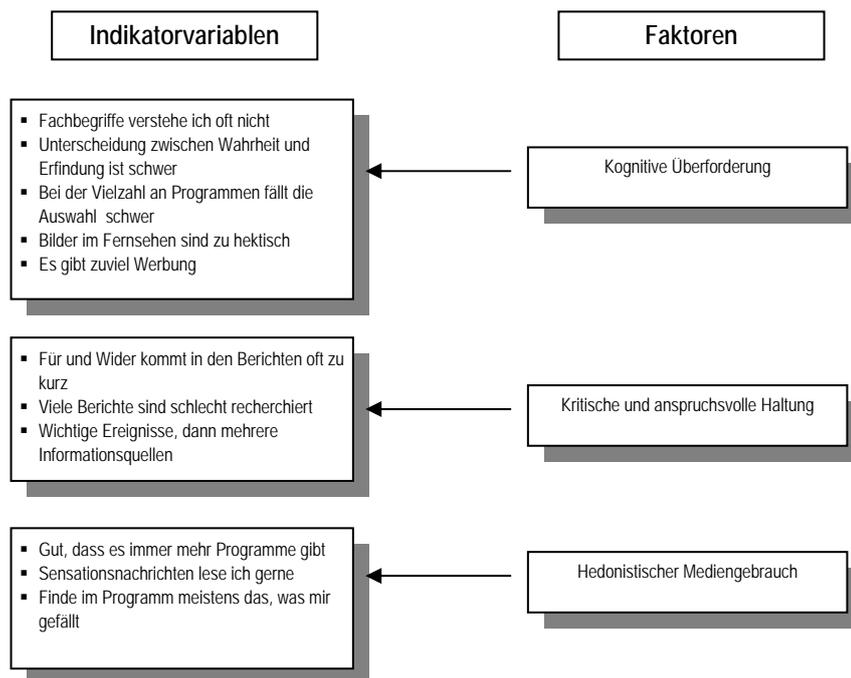 Indikatorvariablen
Faktoren
▪ Fachbegriffe verstehe ich oft nicht
▪ Unterscheidung zwischen Wahrheit und
Erfindung ist schwer
▪ Bei der Vielzahl an Programmen fällt die
Auswahl schwer
▪ Bilder im Fernsehen sind zu hektisch
▪ Es gibt zuviel Werbung
Kognitive Überforderung
▪ Für und Wider kommt in den Berichten oft zu
kurz
▪ Viele Berichte sind schlecht recherchiert
▪ Wichtige Ereignisse, dann mehrere
Informationsquellen
Kritische und anspruchsvolle Haltung
▪ Gut, dass es immer mehr Programme gibt
▪ Sensationsnachrichten lese ich gerne
▪ Finde im Programm meistens das, was mir
gefällt
Hedonistischer Mediengebrauch